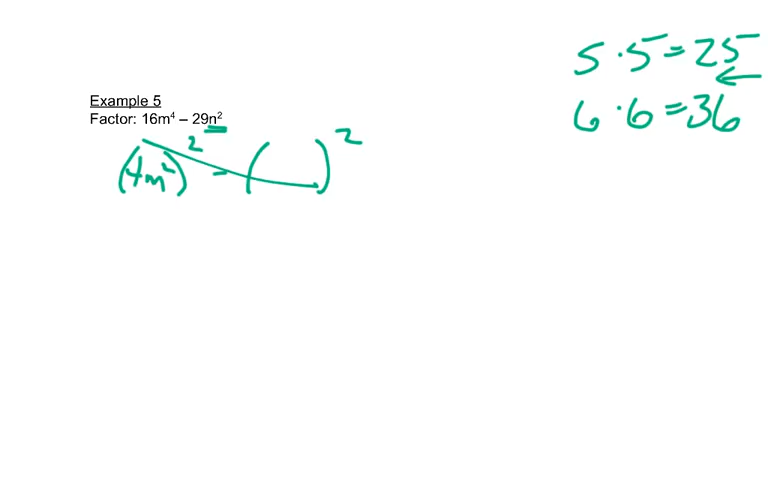 5 · 5 = 25
6 · 6 = 36
Example 5
Factor: 16m⁴ – 29n²
(4m²)² - ( )²